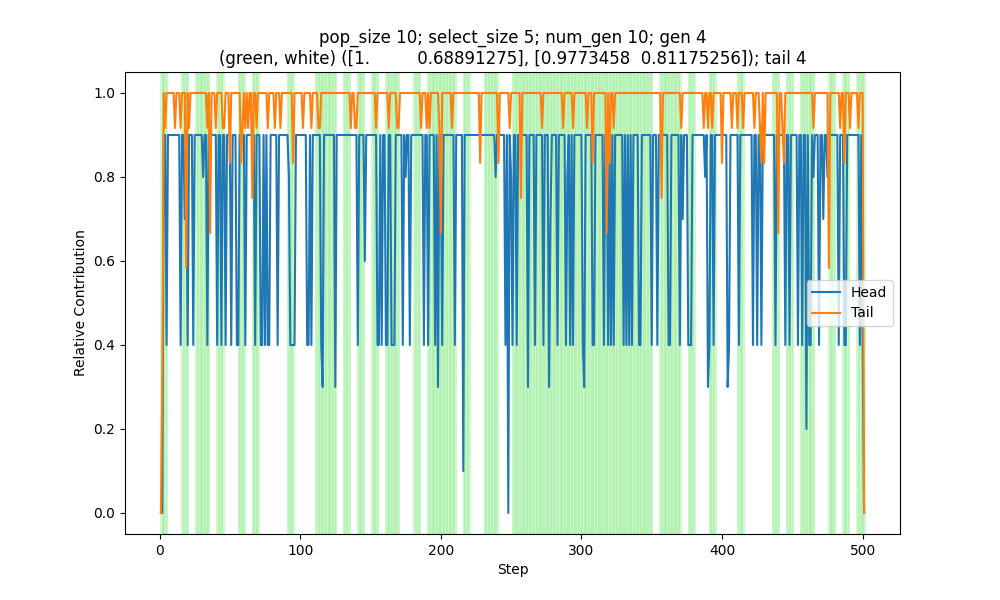 pop_size 10; select_size 5; num_gen 10; gen 4
(green, white) ([1.         0.68891275], [0.9773458  0.81175256]); tail 4
1.0
0.8
0.6
0.4
0.2
0.0
Relative Contribution
Head
Tail
0 100 200 300 400 500
Step